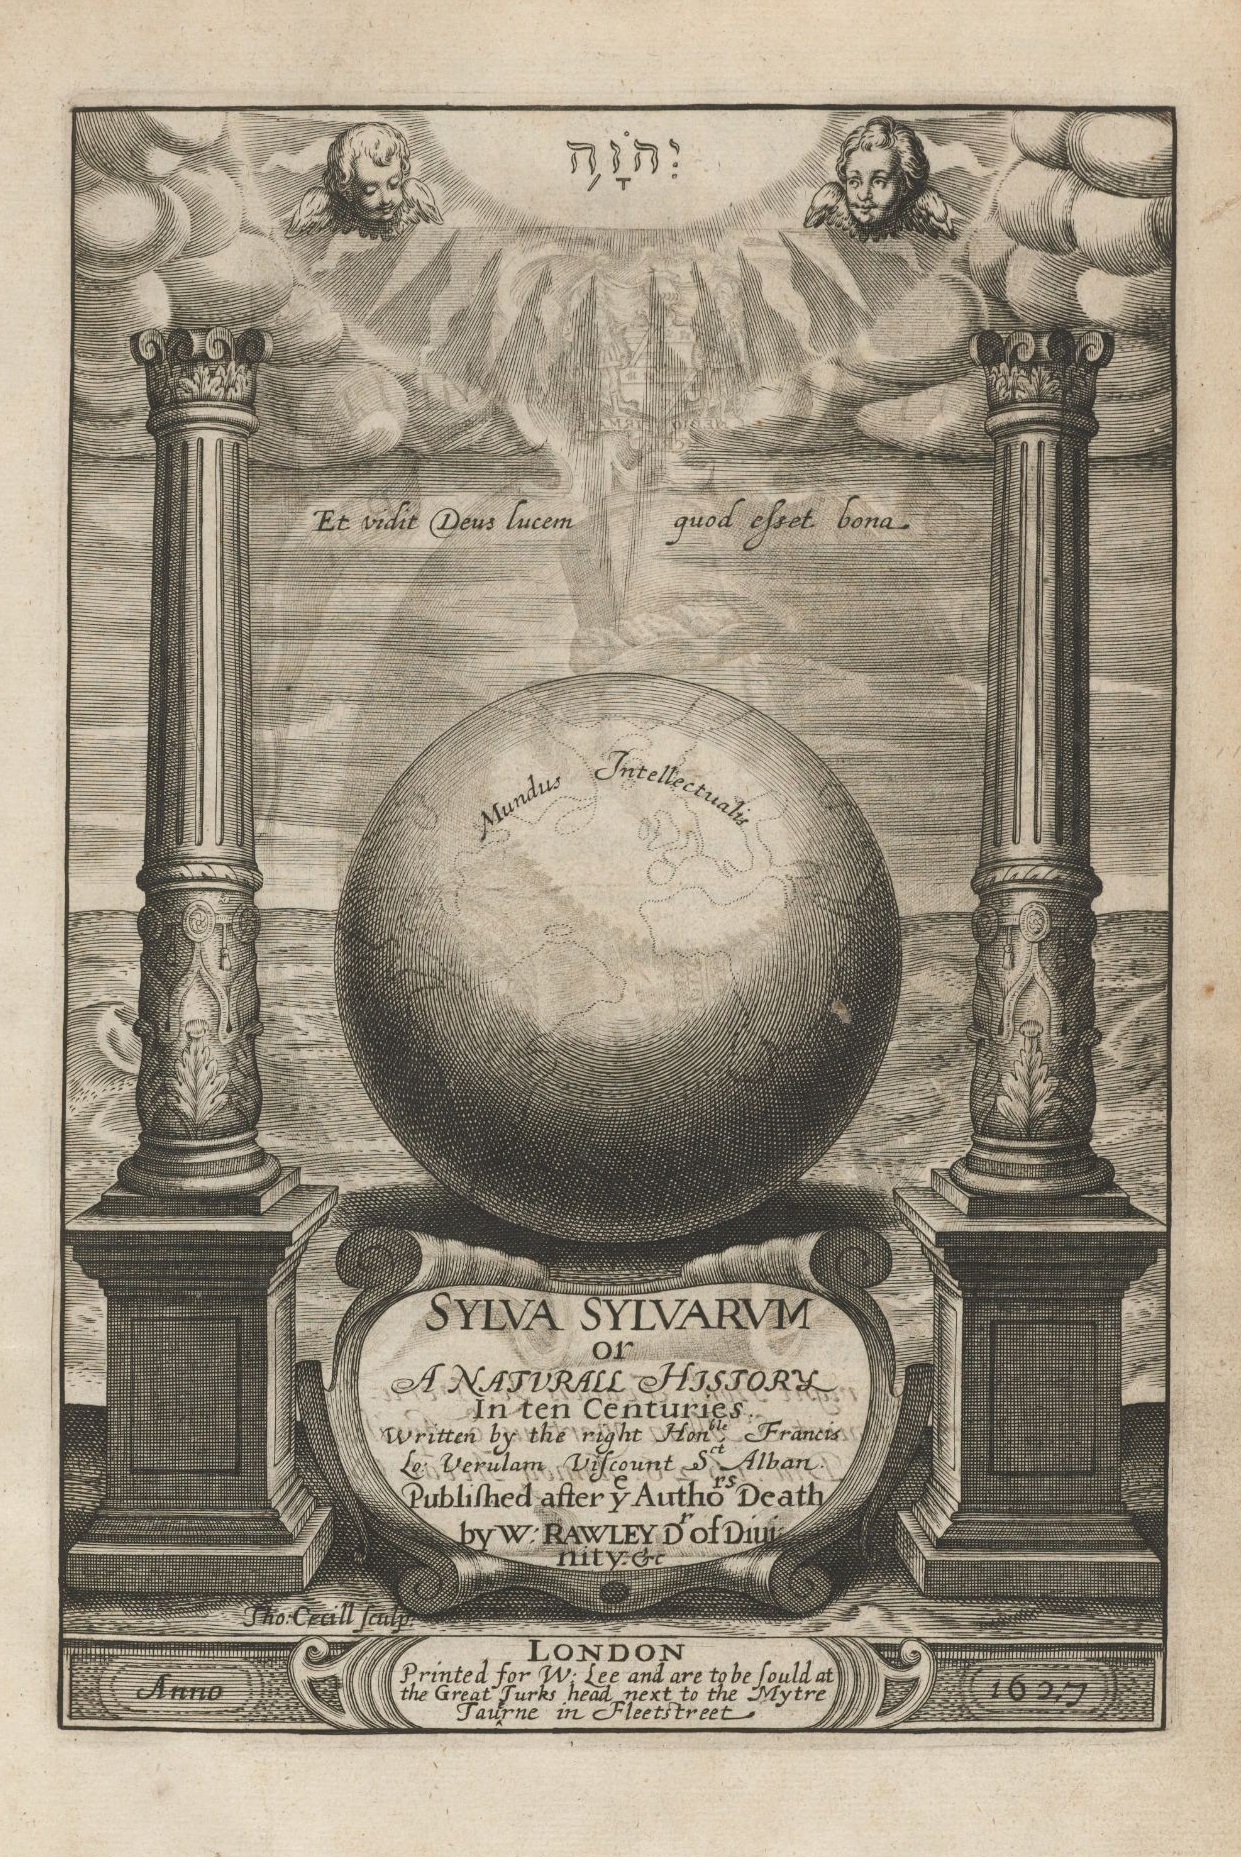 יְהֹוָה
Et vidit Deus lucem quod esset bona
Mundus Intellectualis
SYLVA SYLVARVM
or
A NATVRALL HISTORY
In ten Centuries.
Written by the right Hon^ble Francis
Lo: Verulam Viscount S^ct Alban.
Published after y^e Autho^rs Death
by W: RAWLEY D^r of Divi
nity. &c
Tho: Cecill sculp.
LONDON
Printed for W: Lee and are to be sould at
the Great Turks head next to the Mytre
Taurne in Fleetstreet
Anno 1627